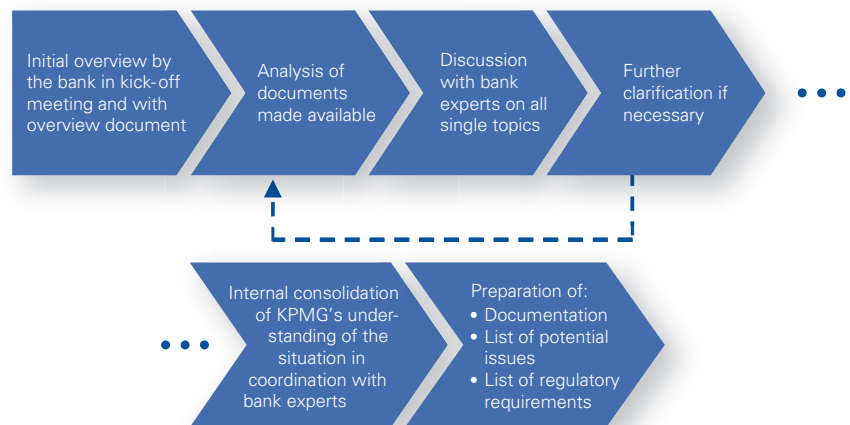 Initial overview by
the bank in kick-off
meeting and with
overview document
Analysis of
documents
made available
Discussion
with bank
experts on all
single topics
Further
clarification if
necessary
Internal consolidation
of KPMG's under-
standing of the
situation in
coordination with
bank experts
Preparation of:
• Documentation
• List of potential
issues
• List of regulatory
requirements